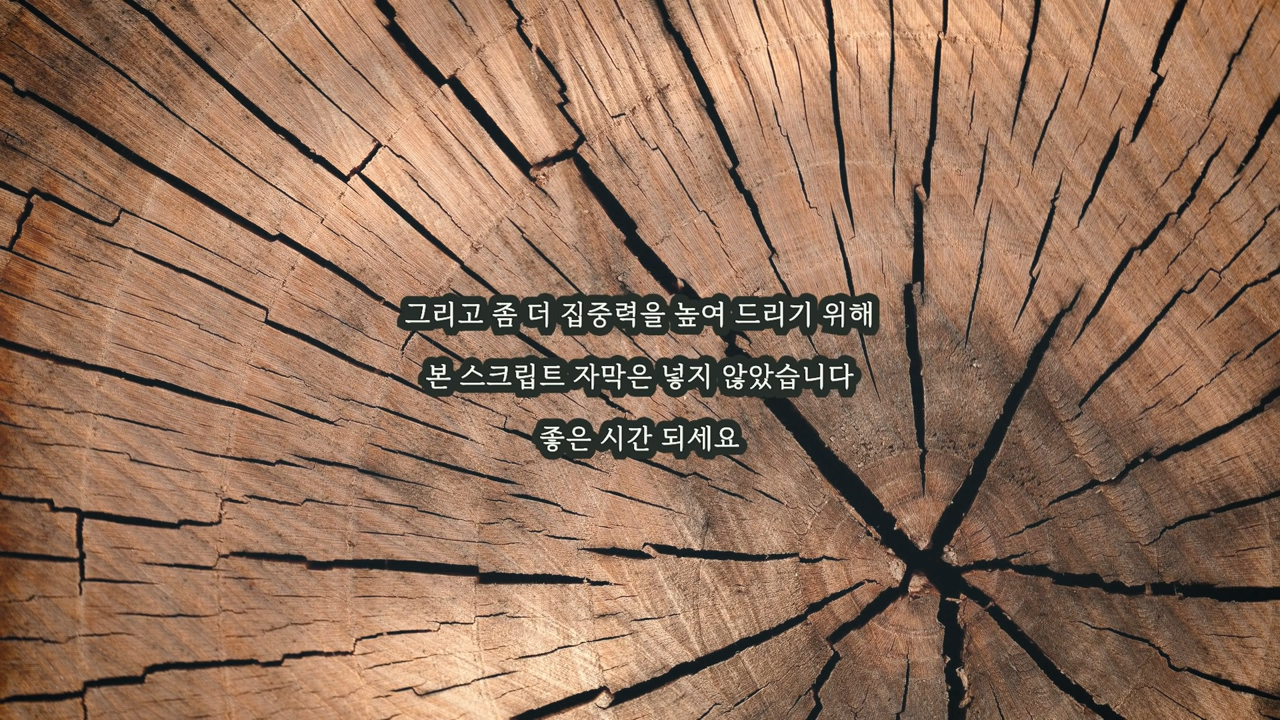 그리고 좀 더 집중력을 높여 드리기 위해
본 스크립트 자막은 넣지 않았습니다
좋은 시간 되세요